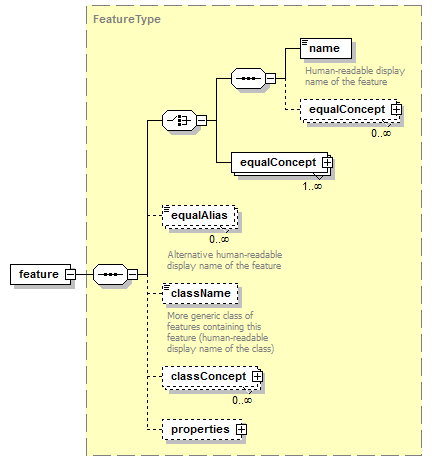 FeatureType
name
Human-readable display
name of the feature
equalConcept
0..∞
equalConcept
1..∞
equalAlias
0..∞
Alternative human-readable
display name of the feature
feature
className
More generic class of
features containing this
feature (human-readable
display name of the class)
classConcept
0..∞
properties